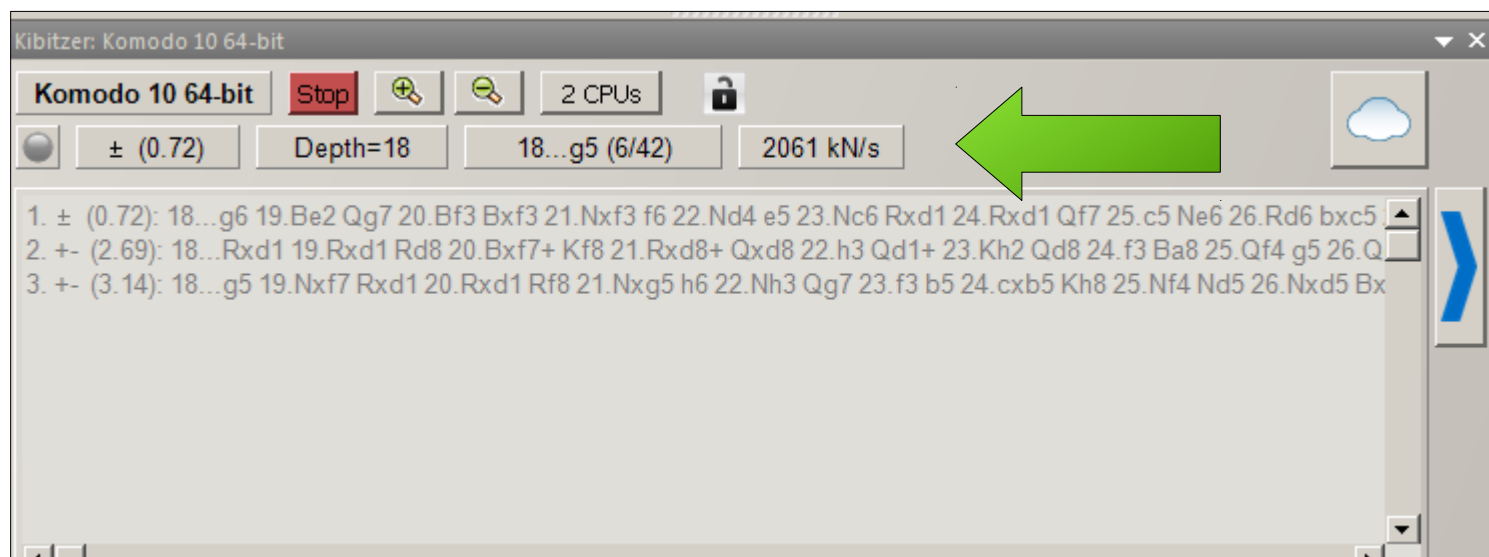 Kibitzer: Komodo 10 64-bit
Komodo 10 64-bit Stop 2 CPUs
± (0.72) Depth=18 18...g5 (6/42) 2061 kN/s
1. ± (0.72): 18...g6 19.Be2 Qg7 20.Bf3 Bxf3 21.Nxf3 f6 22.Nd4 e5 23.Nc6 Rxd1 24.Rxd1 Qf7 25.c5 Ne6 26.Rd6 bxc5
2. +- (2.69): 18...Rxd1 19.Rxd1 Rd8 20.Bxf7+ Kf8 21.Rxd8+ Qxd8 22.h3 Qd1+ 23.Kh2 Qd8 24.f3 Ba8 25.Qf4 g5 26.Q
3. +- (3.14): 18...g5 19.Nxf7 Rxd1 20.Rxd1 Rf8 21.Nxg5 h6 22.Nh3 Qg7 23.f3 b5 24.cxb5 Kh8 25.Nf4 Nd5 26.Nxd5 Bx